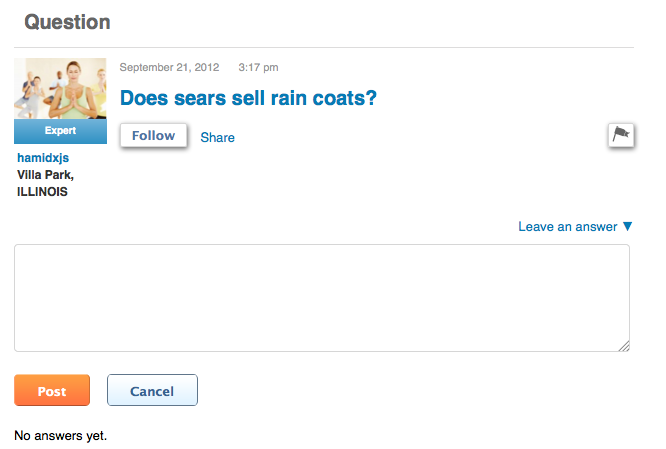 Question
September 21, 2012 3:17 pm
Does sears sell rain coats?
Expert
Follow Share
hamidxjs
Villa Park,
ILLINOIS
Leave an answer ▼
Post Cancel
No answers yet.